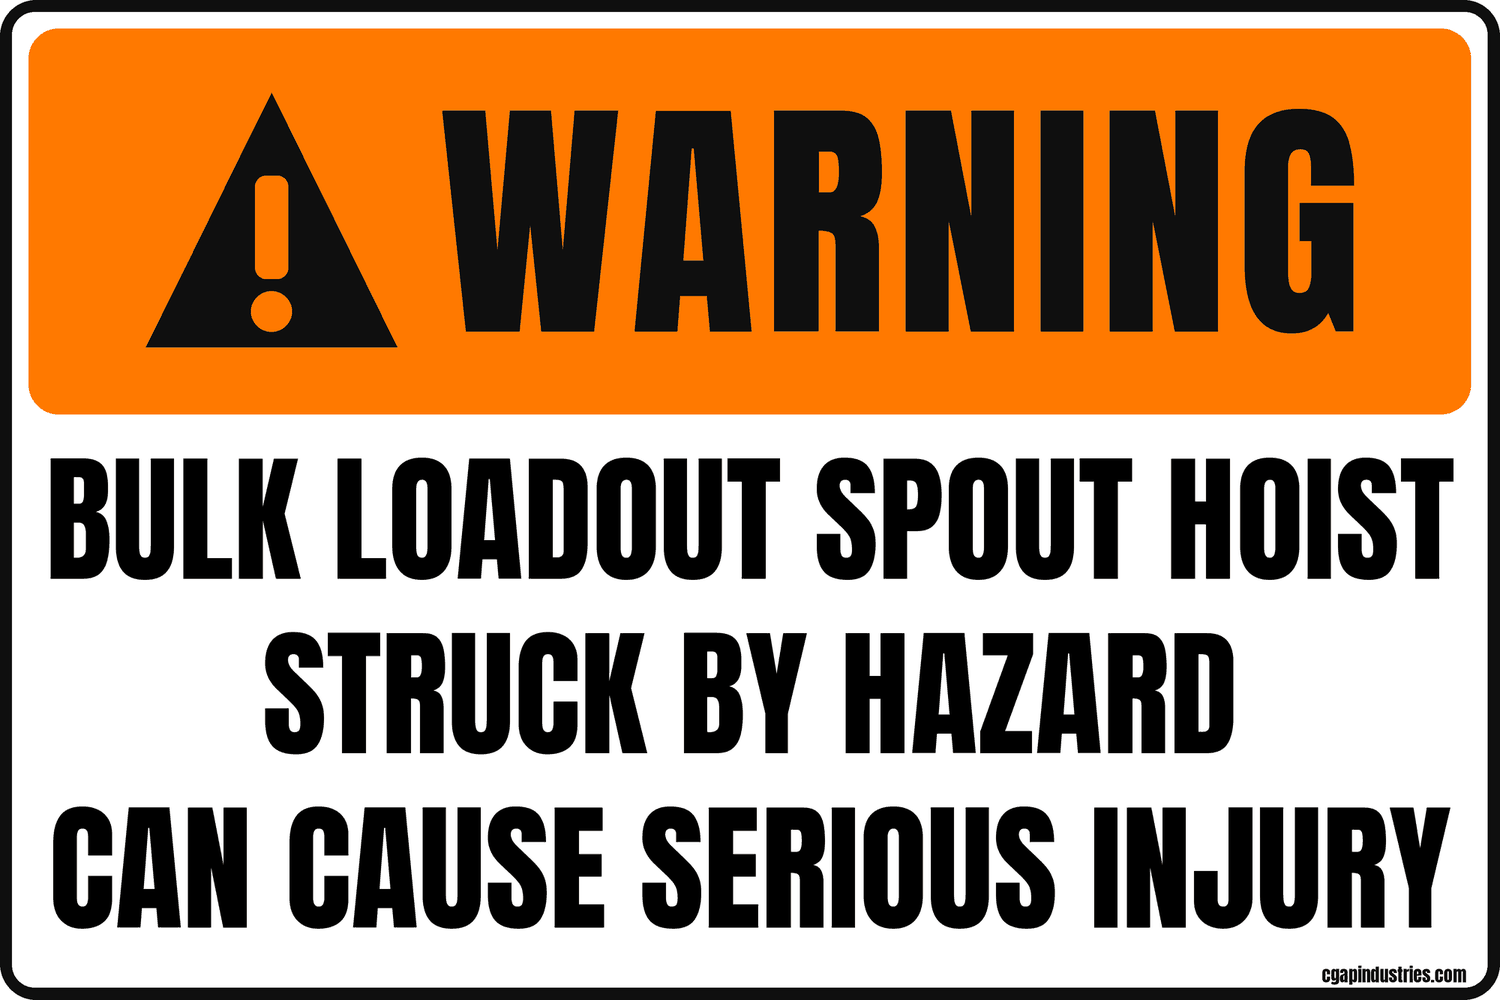 WARNING
BULK LOADOUT SPOUT HOIST
STRUCK BY HAZARD
CAN CAUSE SERIOUS INJURY
cgapindustries.com